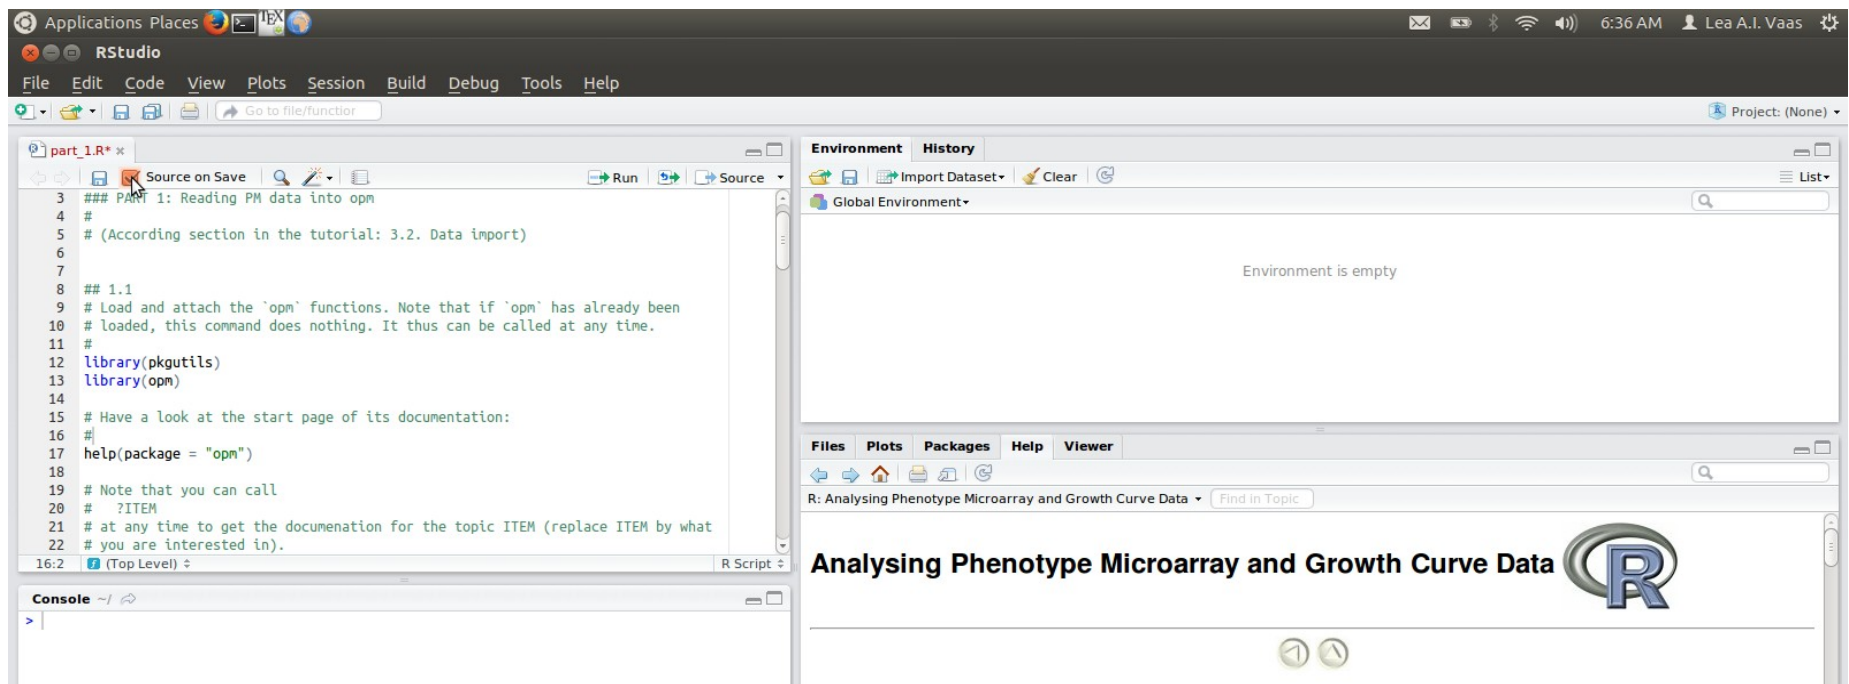 Applications Places TEX 6:36 AM Lea A.I. Vaas
RStudio
File Edit Code View Plots Session Build Debug Tools Help
Go to file/function Project: (None)
part_1.R*
Source on Save Run Source
3 ### PART 1: Reading PM data into opm
4 #
5 # (According section in the tutorial: 3.2. Data import)
6
7
8 ## 1.1
9 # Load and attach the `opm` functions. Note that if `opm` has already been
10 # loaded, this command does nothing. It thus can be called at any time.
11 #
12 library(pkgutils)
13 library(opm)
14
15 # Have a look at the start page of its documentation:
16 #
17 help(package = "opm")
18
19 # Note that you can call
20 #   ?ITEM
21 # at any time to get the documenation for the topic ITEM (replace ITEM by what
22 # you are interested in).
16:2 (Top Level) R Script
Console ~/
>
Environment History
Import Dataset Clear List
Global Environment
Environment is empty
Files Plots Packages Help Viewer
R: Analysing Phenotype Microarray and Growth Curve Data Find in Topic
Analysing Phenotype Microarray and Growth Curve Data R